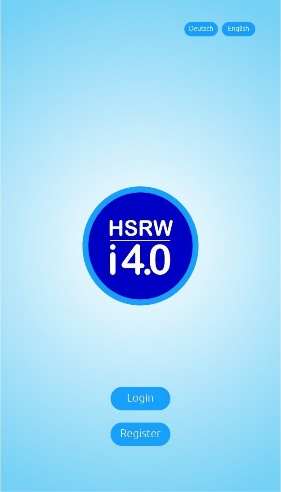 Deutsch English
HSRW
i4.0
Login
Register